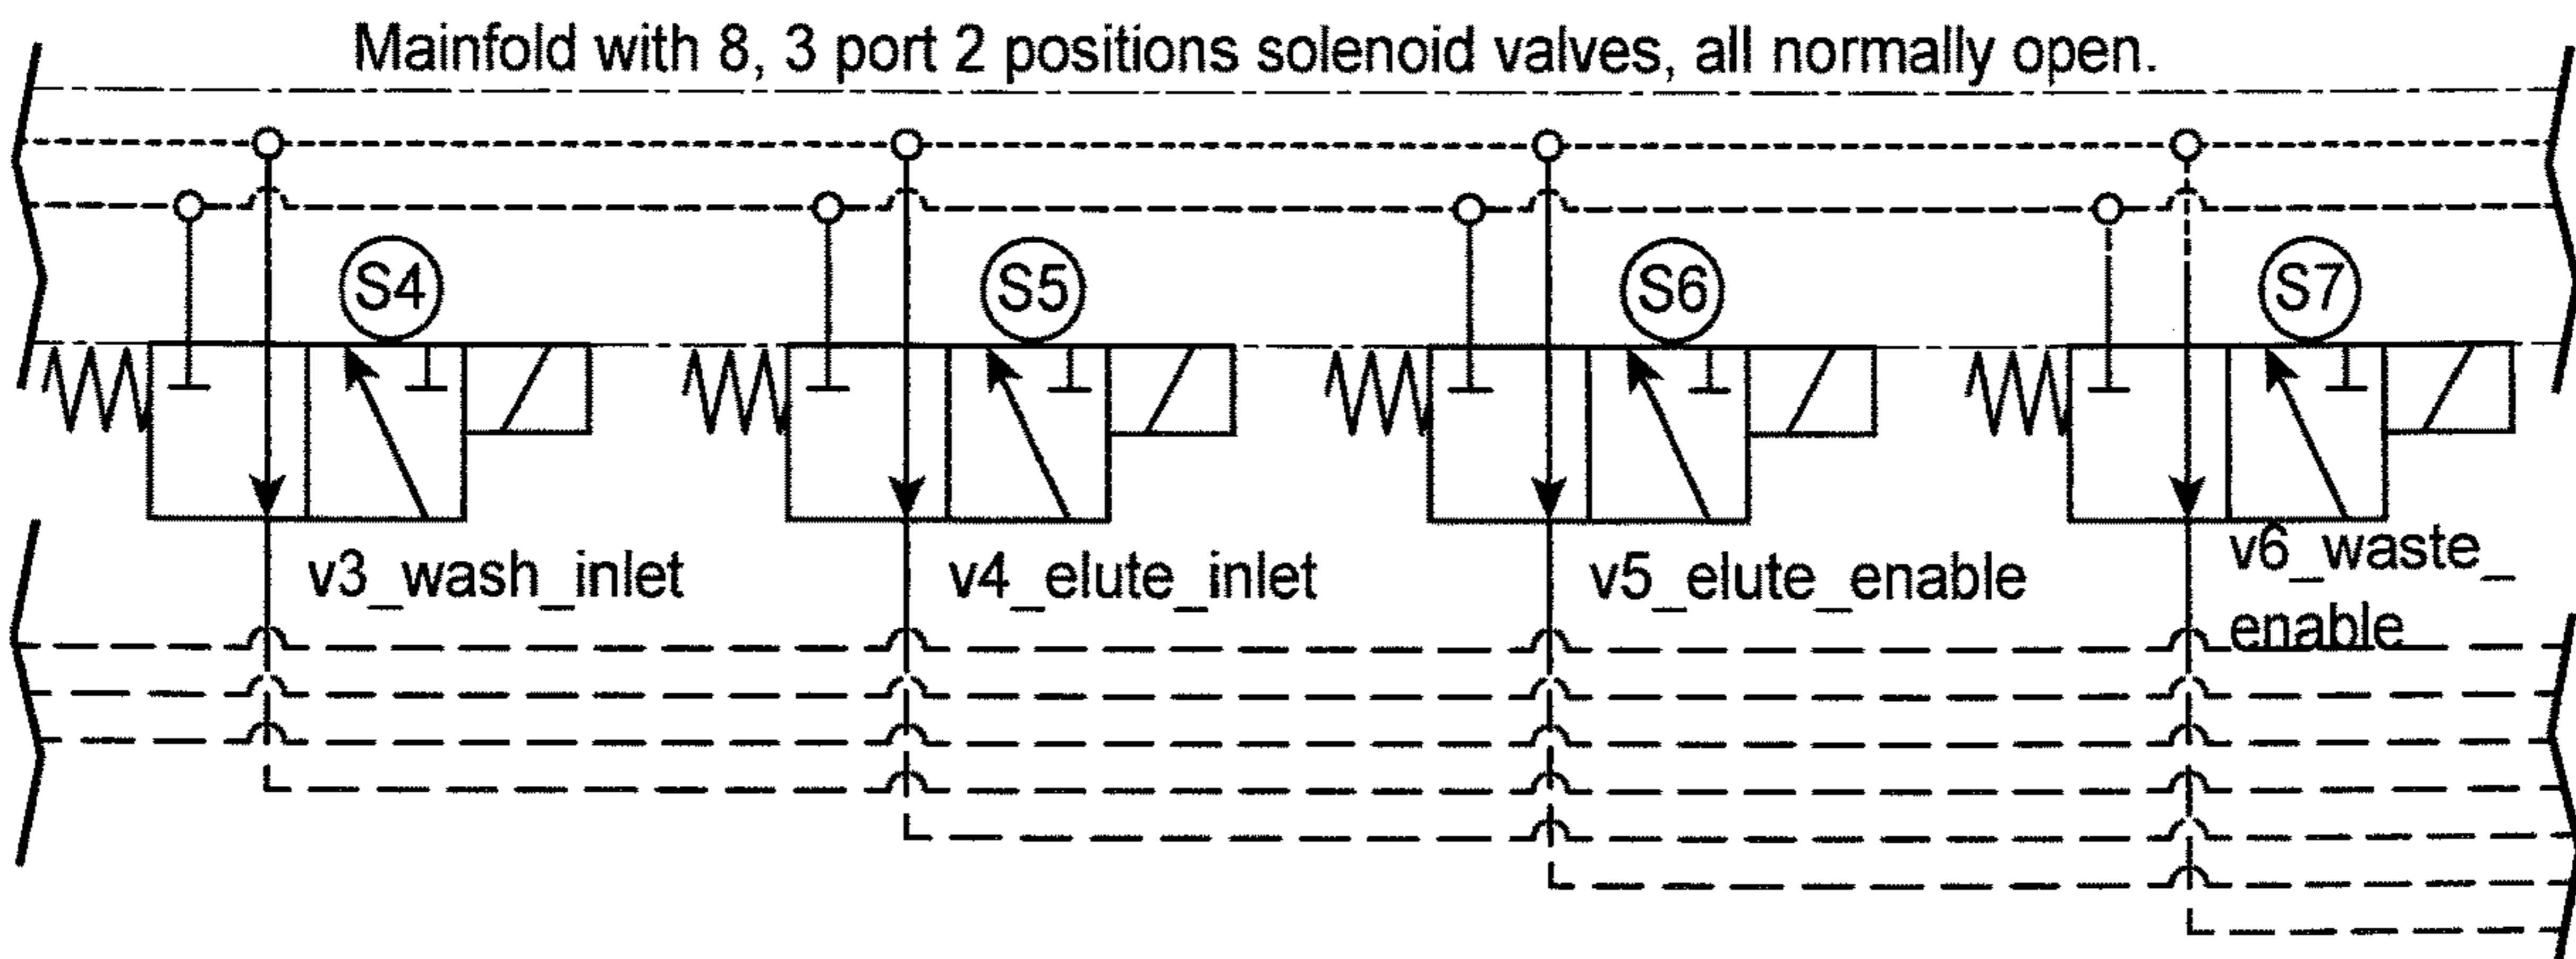 Mainfold with 8, 3 port 2 positions solenoid valves, all normally open.
S4
S5
S6
S7
v3_wash_inlet
v4_elute_inlet
v5_elute_enable
v6_waste_
enable